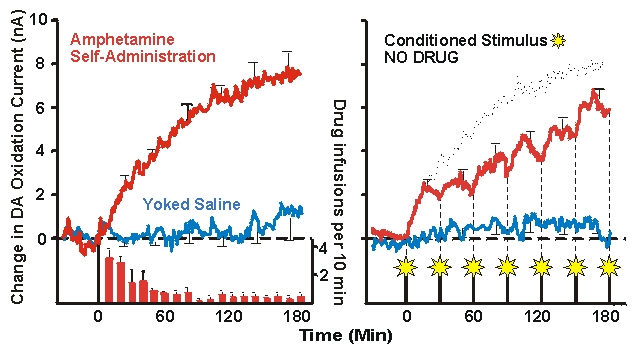 10
8
6
4
2
0
Change in DA Oxidation Current (nA)
Amphetamine
Self-Administration
Yoked Saline
4
2
Drug infusions per 10 min
0
60
120
180
Conditioned Stimulus
NO DRUG
0
60
120
180
Time (Min)